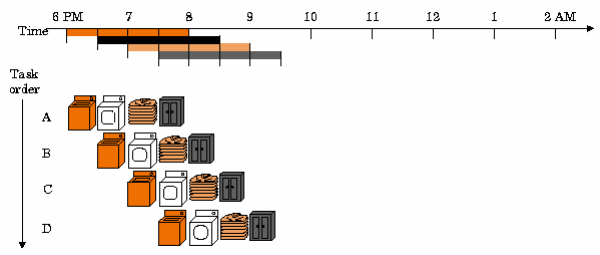 6 PM 7 8 9 10 11 12 1 2 AM
Time
Task
order
A
B
C
D